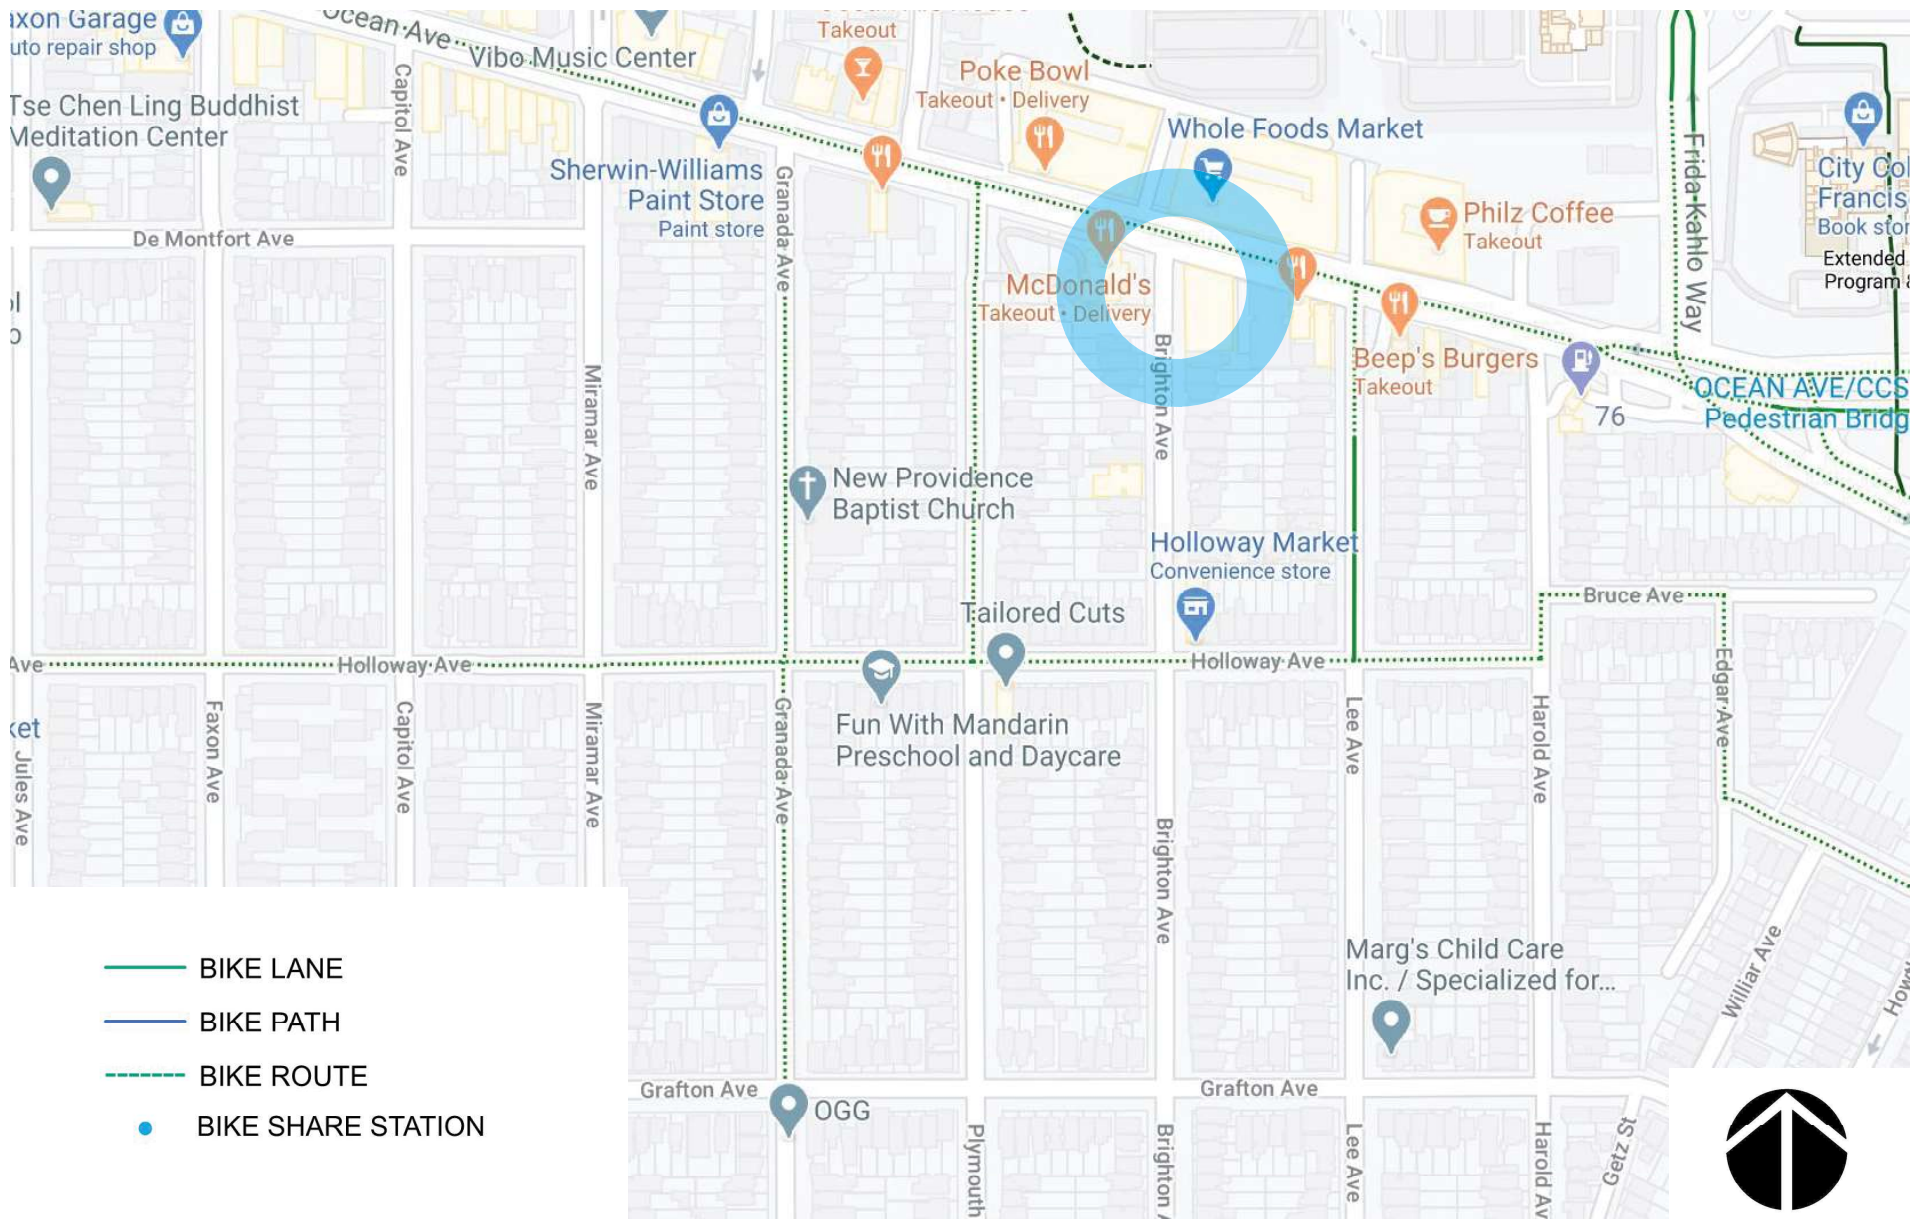 axon Garage
uto repair shop
Ocean Ave
Vibo Music Center
Takeout
Poke Bowl
Takeout • Delivery
Whole Foods Market
Tse Chen Ling Buddhist
Meditation Center
Capitol Ave
Sherwin-Williams
Paint Store
Paint store
Granada Ave
De Montfort Ave
McDonald's
Takeout • Delivery
Philz Coffee
Takeout
Frida Kahlo Way
City Col
Francis
Book stor
Extended
Program &
Beep's Burgers
Takeout
76
OCEAN AVE/CCS
Pedestrian Bridg
Miramar Ave
Brighton Ave
New Providence
Baptist Church
Holloway Market
Convenience store
Tailored Cuts
Bruce Ave
Ave
Holloway Ave
Holloway Ave
Fun With Mandarin
Preschool and Daycare
ket
Jules Ave
Faxon Ave
Capitol Ave
Miramar Ave
Granada Ave
Brighton Ave
Lee Ave
Harold Ave
Edgar Ave
Marg's Child Care
Inc. / Specialized for...
Williar Ave
How
Grafton Ave
Grafton Ave
OGG
Plymouth
Brighton A
Lee Ave
Harold Av
Getz St
BIKE LANE
BIKE PATH
BIKE ROUTE
BIKE SHARE STATION